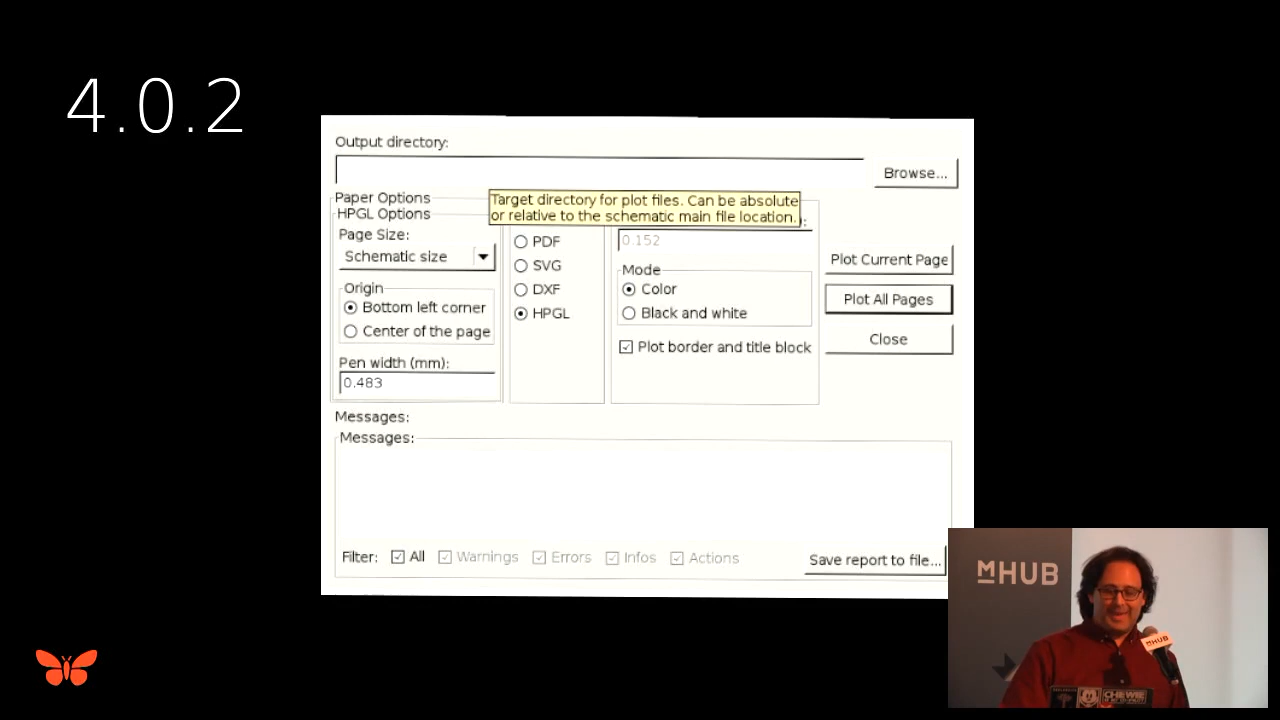 4.0.2
Output directory:
Browse...
Paper Options
HPGL Options
Target directory for plot files. Can be absolute
or relative to the schematic main file location.
Page Size:
Schematic size
Origin
Bottom left corner
Center of the page
Pen width (mm):
0.483
PDF
SVG
DXF
HPGL
0.152
Mode
Color
Black and white
Plot border and title block
Plot Current Page
Plot All Pages
Close
Messages:
Messages:
Filter:
All
Warnings
Errors
Infos
Actions
Save report to file...
MHUB
MHUB
CHEWIE